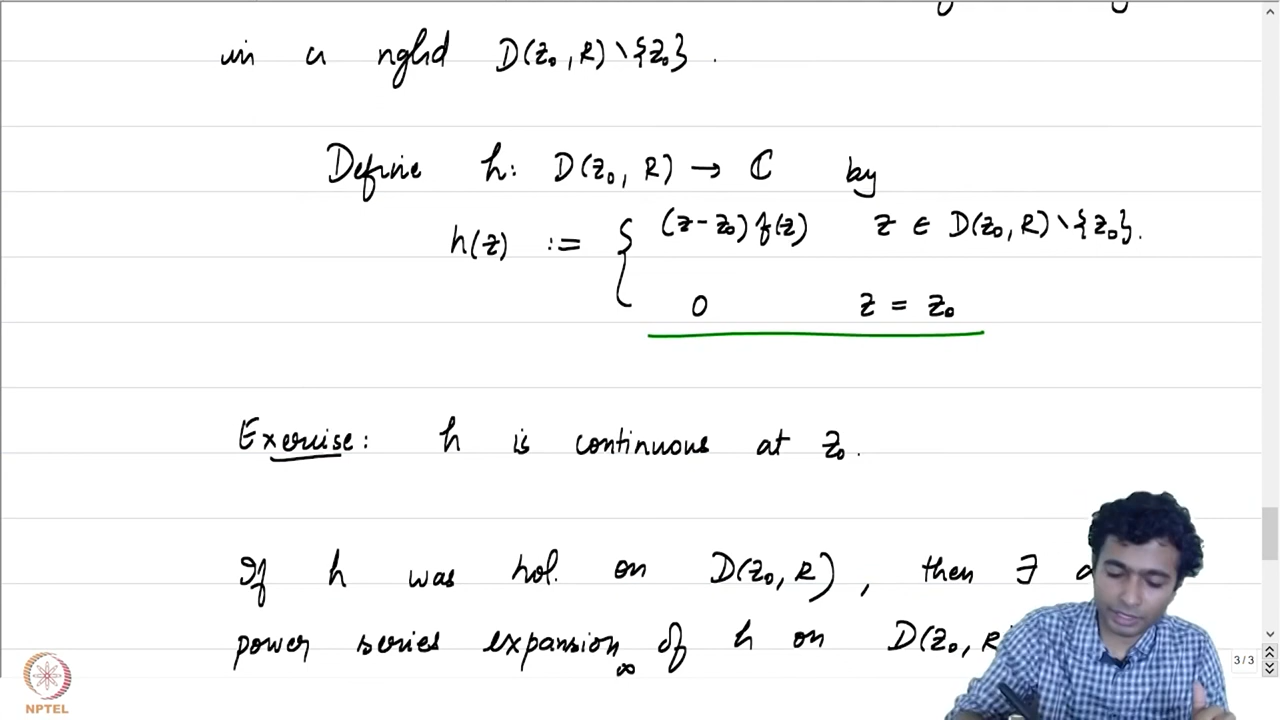 in a nghd D(z₀, R) \ {z₀} .
Define h: D(z₀, R) → ℂ by
h(z) := { (z - z₀) f(z) z ∈ D(z₀, R) \ {z₀}.
0 z = z₀
Exercise: h is continuous at z₀.
If h was hol. on D(z₀, R), then ∃
power series expansion of h on D(z₀, R
∞
3 / 3
NPTEL